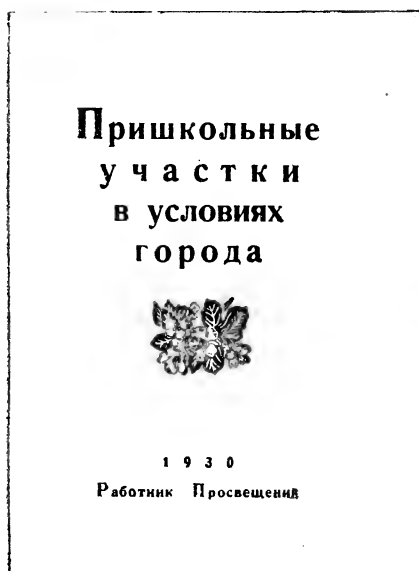 Пришкольные
участки
в условиях
города
1930
Работник Просвещения